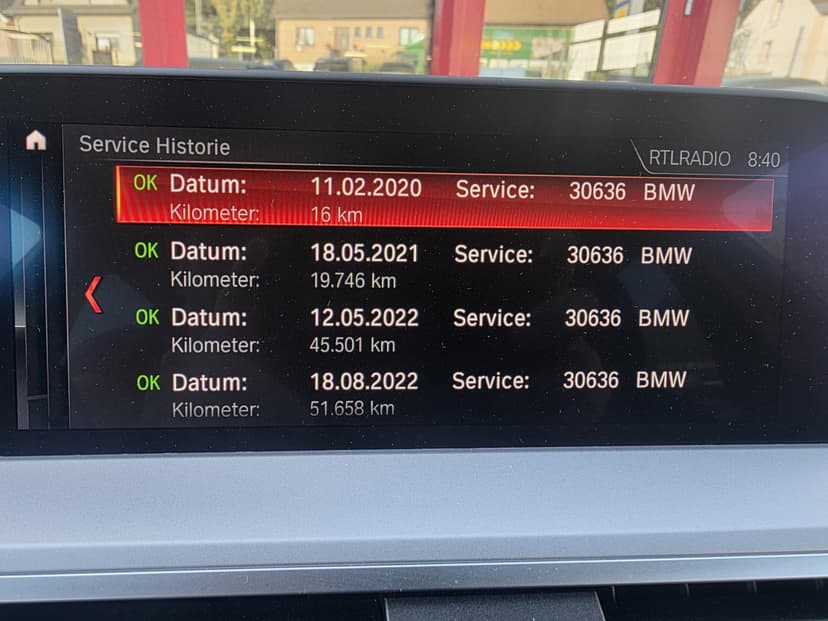 Service Historie
RTLRADIO 8:40
OK Datum: 11.02.2020 Service: 30636 BMW
Kilometer: 16 km
OK Datum: 18.05.2021 Service: 30636 BMW
Kilometer: 19.746 km
OK Datum: 12.05.2022 Service: 30636 BMW
Kilometer: 45.501 km
OK Datum: 18.08.2022 Service: 30636 BMW
Kilometer: 51.658 km